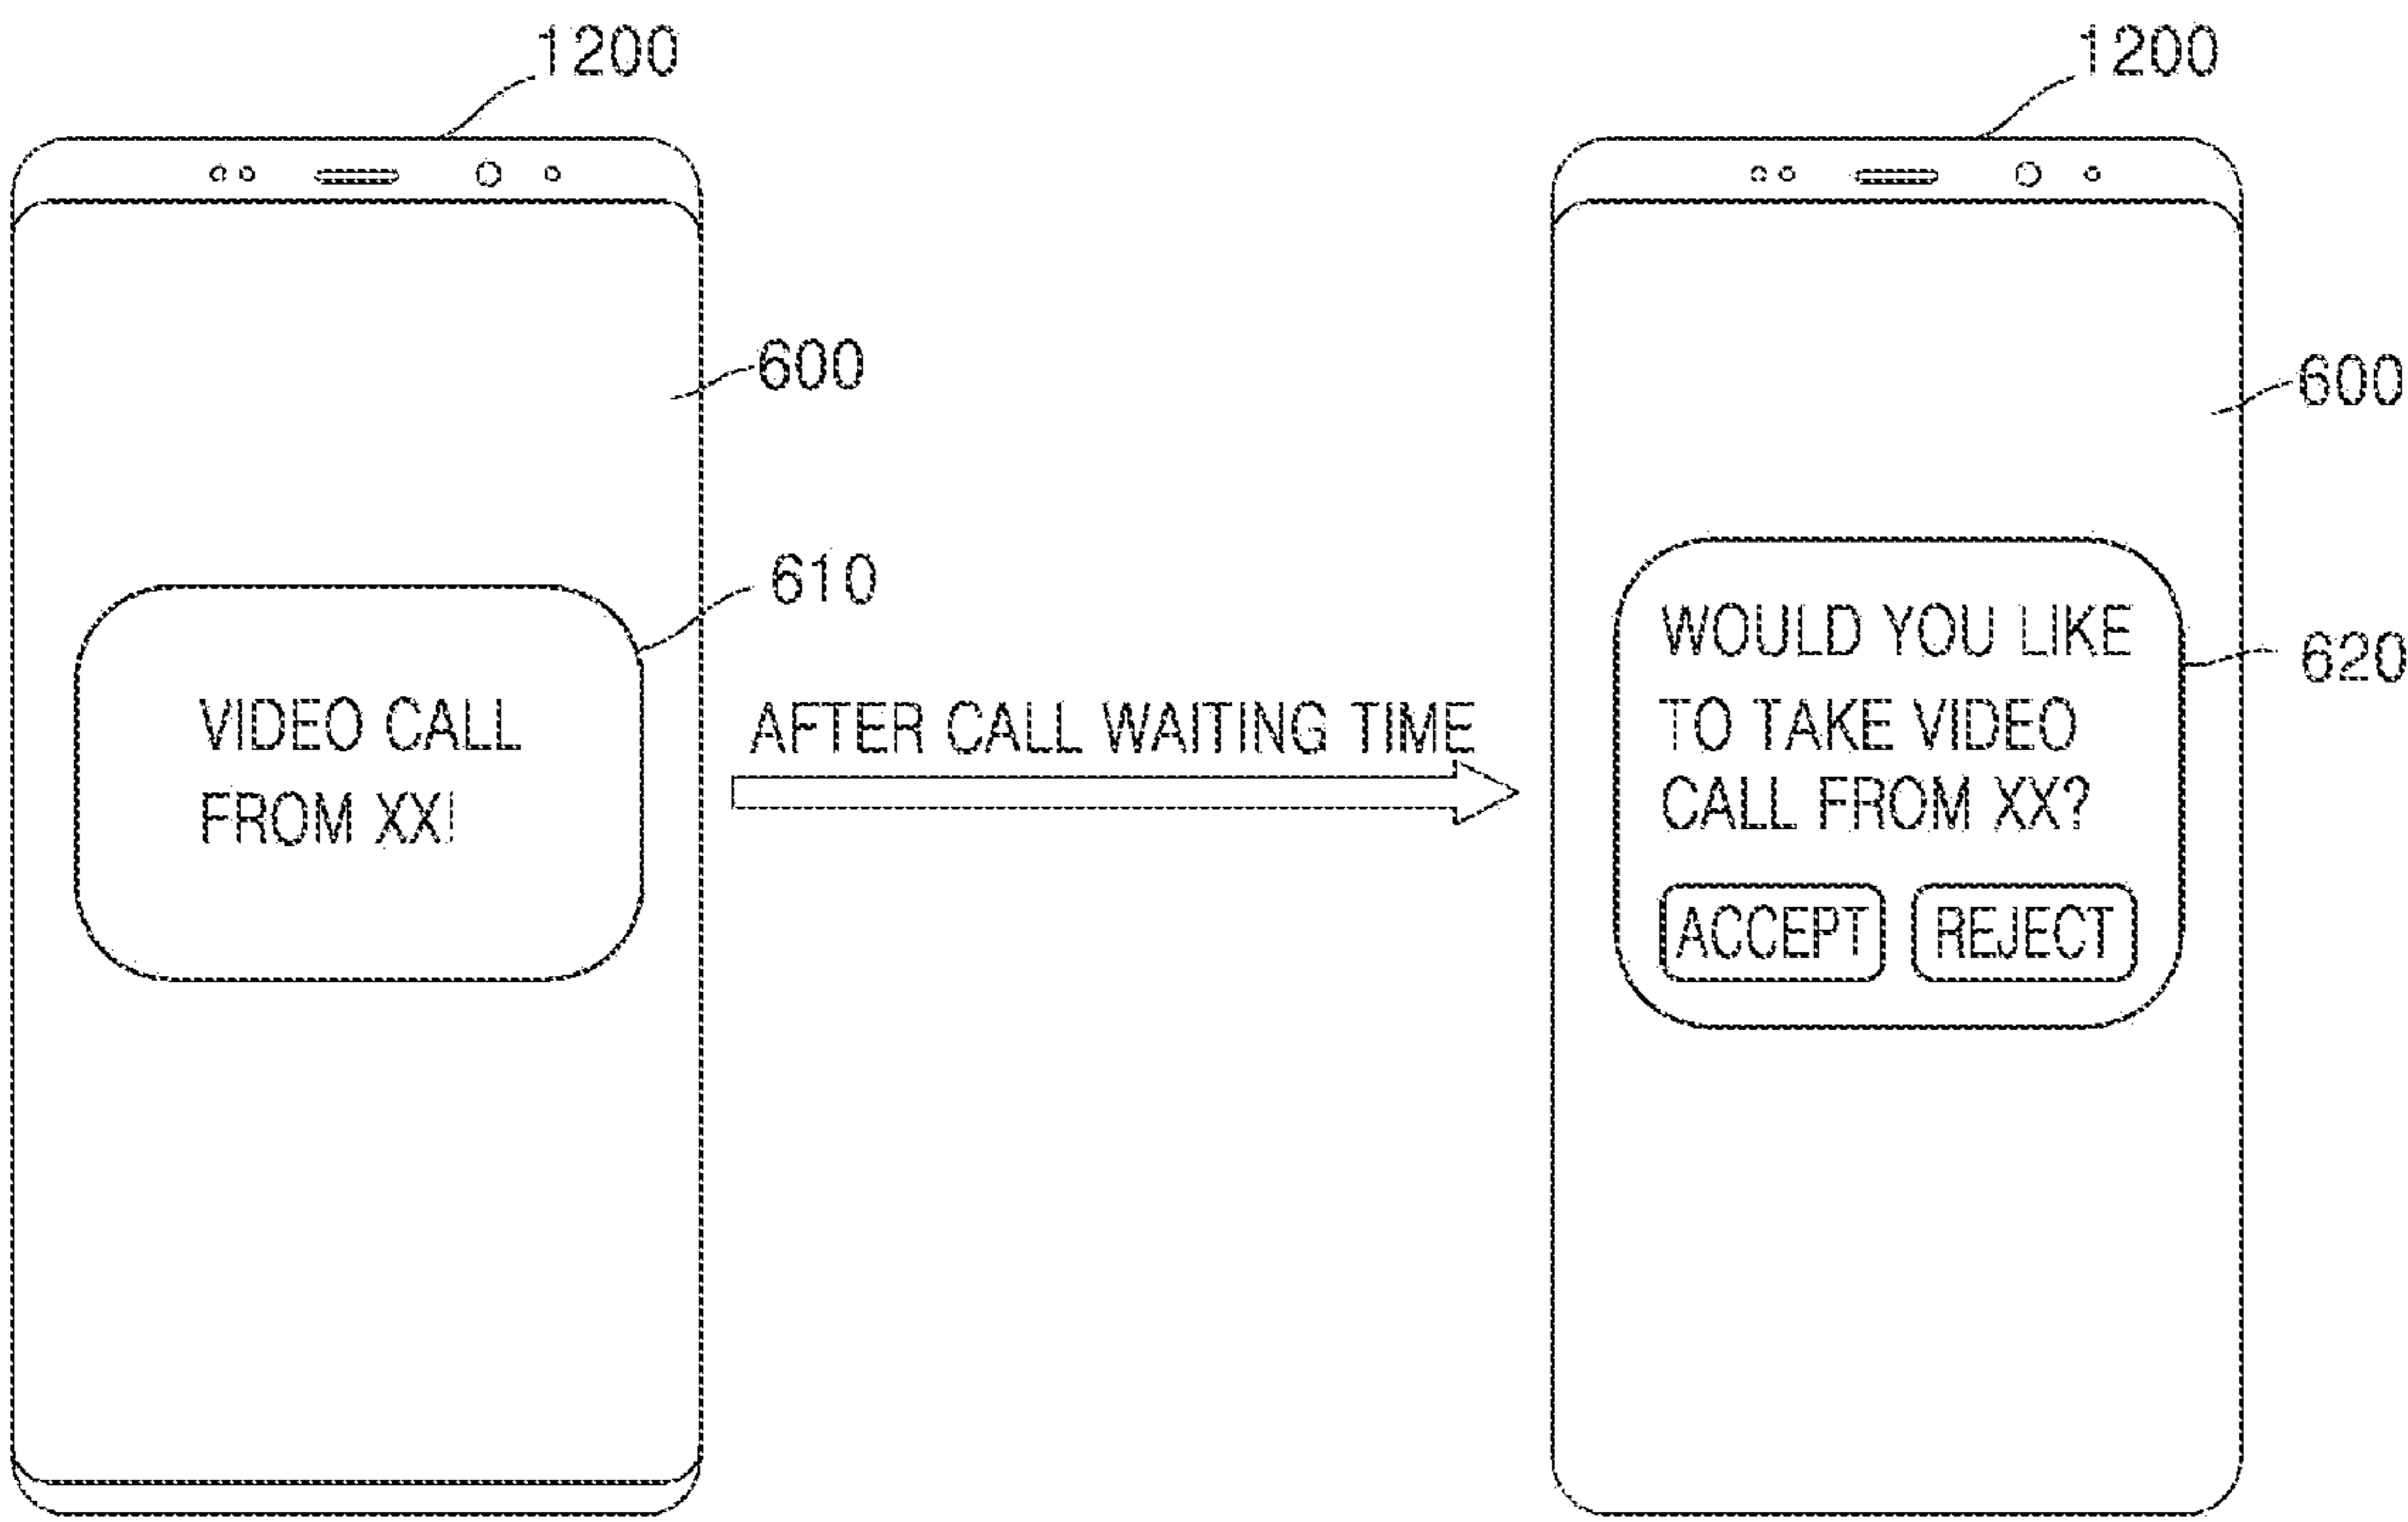 1200
1200
600
600
610
VIDEO CALL
FROM XX!
AFTER CALL WAITING TIME
WOULD YOU LIKE
TO TAKE VIDEO
CALL FROM XX?
ACCEPT
REJECT
620